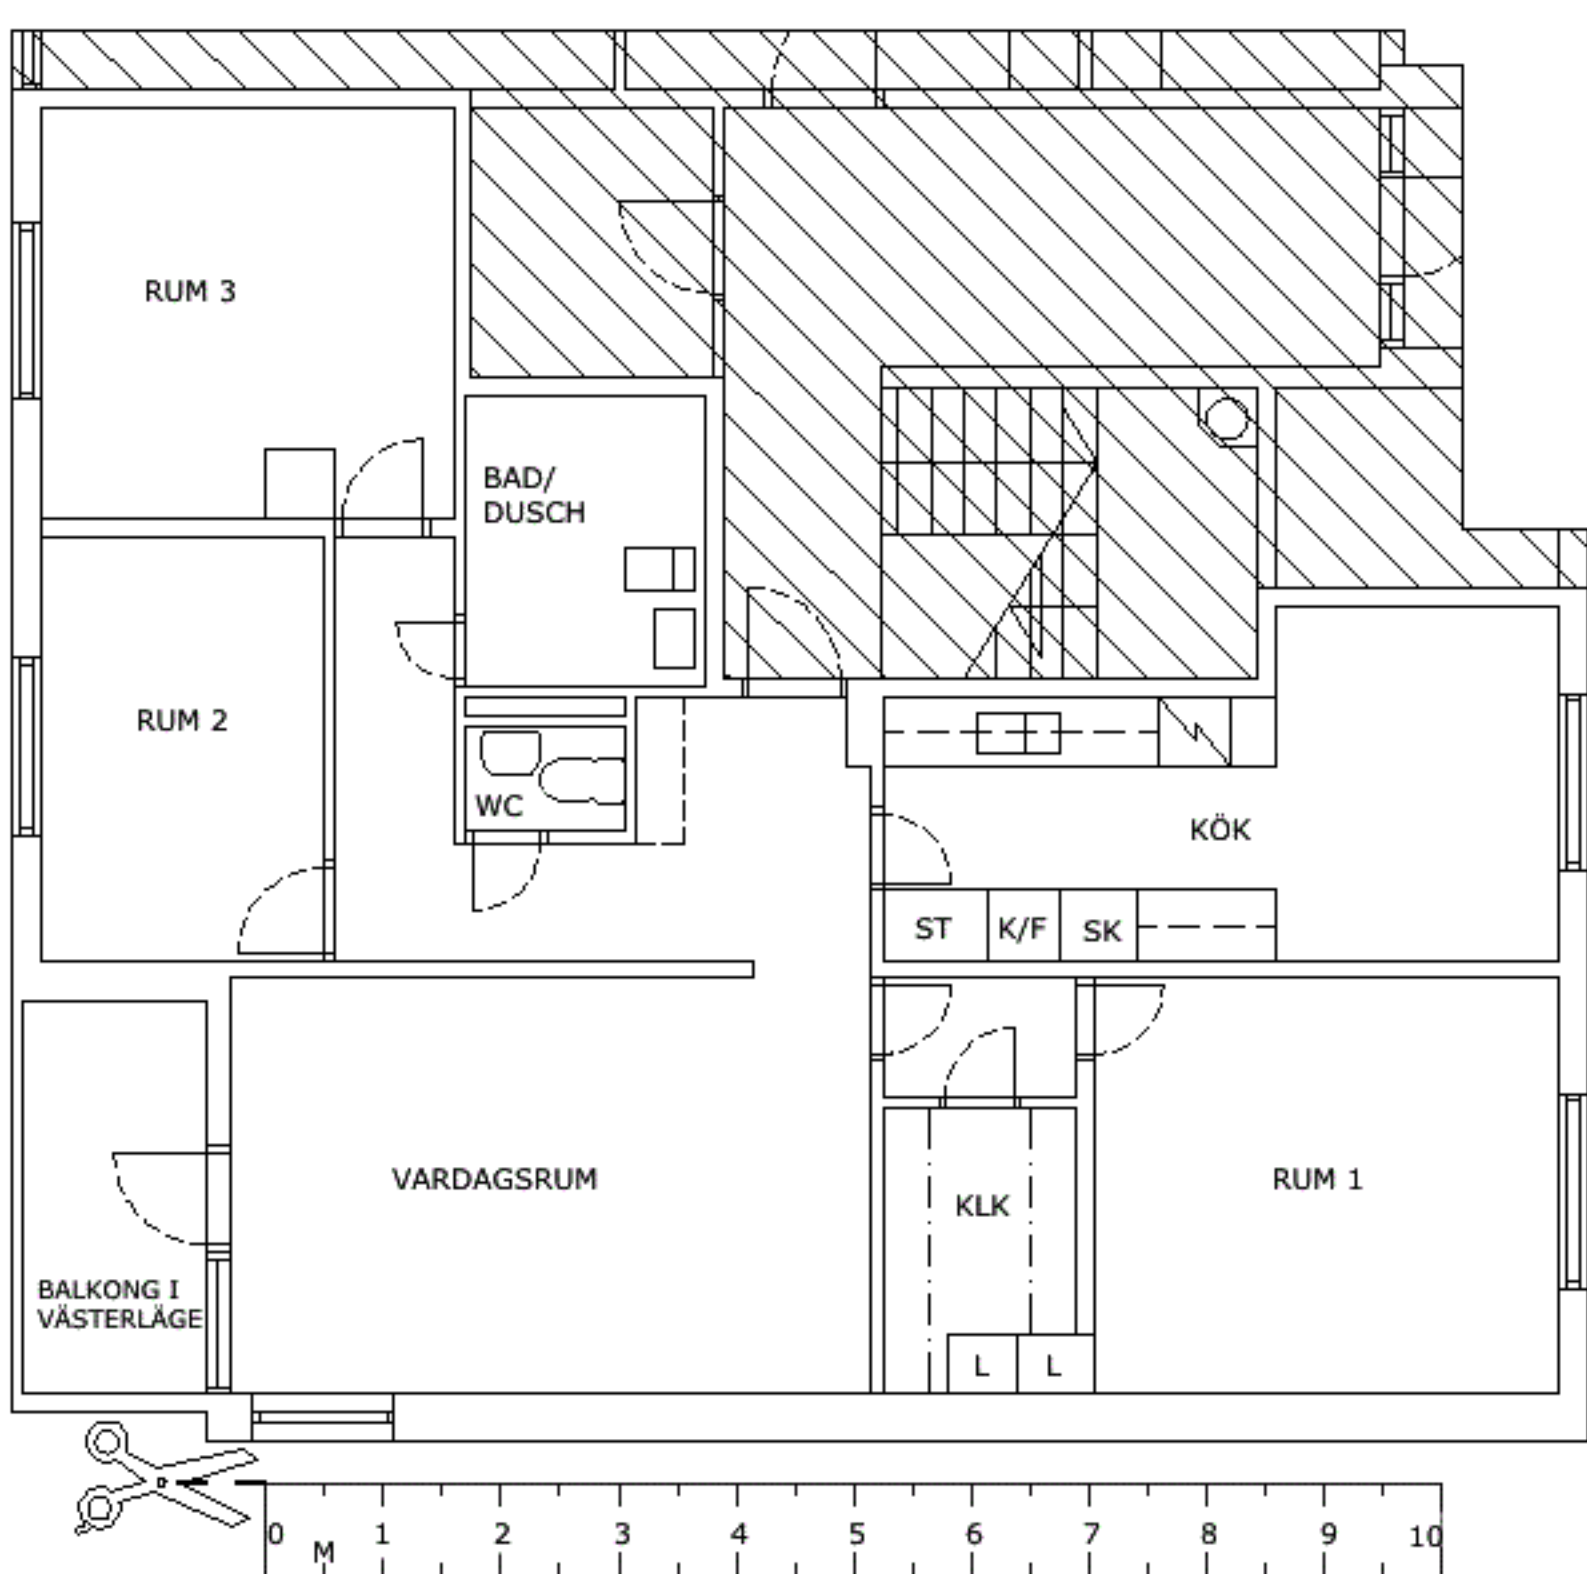 RUM 3
BAD/
DUSCH
RUM 2
WC
KÖK
ST
K/F
SK
VARDAGSRUM
RUM 1
KLK
BALKONG I
VÄSTERLÄGE
L
L
0 1 2 3 4 5 6 7 8 9 10
M